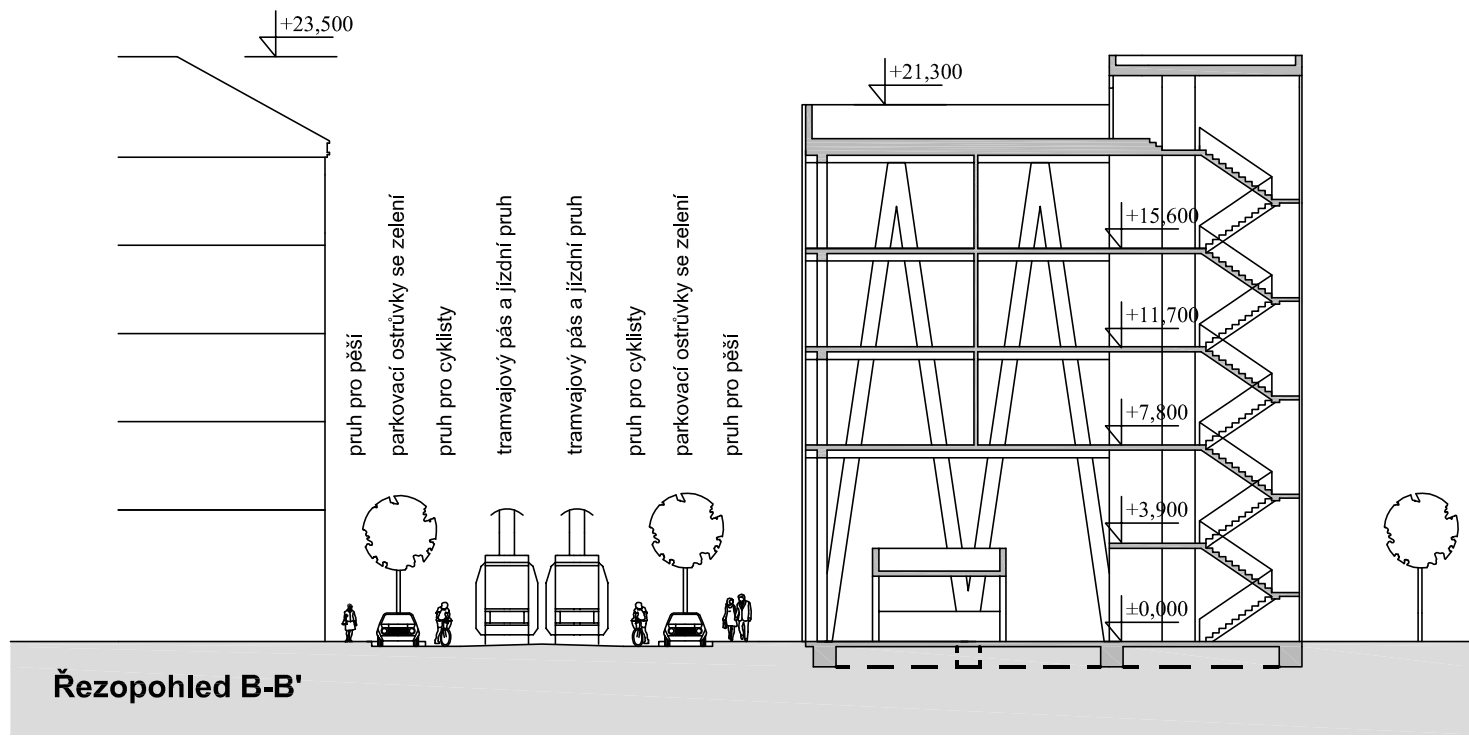 +23,500
+21,300
pruh pro pěší
parkovací ostrůvky se zelení
pruh pro cyklisty
tramvajový pás a jízdní pruh
tramvajový pás a jízdní pruh
pruh pro cyklisty
parkovací ostrůvky se zelení
pruh pro pěší
+15,600
+11,700
+7,800
+3,900
±0,000
Řezopohled B-B'